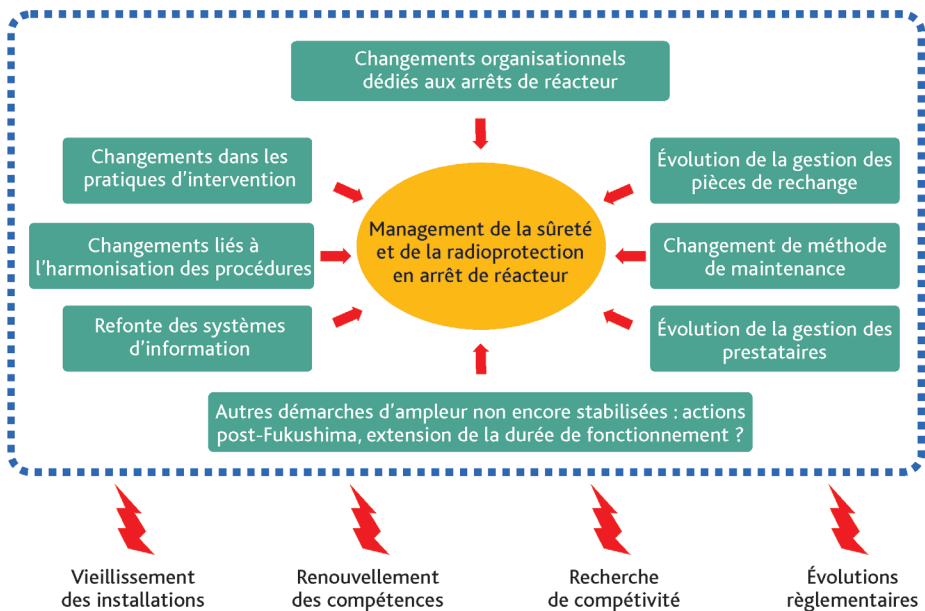 Changements organisationnels
dédiés aux arrêts de réacteur
Changements dans les
pratiques d'intervention
Évolution de la gestion des
pièces de rechange
Changements liés à
l'harmonisation des procédures
Management de la sûreté
et de la radioprotection
en arrêt de réacteur
Changement de méthode
de maintenance
Refonte des systèmes
d'information
Évolution de la gestion des
prestataires
Autres démarches d'ampleur non encore stabilisées : actions
post-Fukushima, extension de la durée de fonctionnement ?
Vieillissement
des installations
Renouvellement
des compétences
Recherche
de compétivité
Évolutions
règlementaires